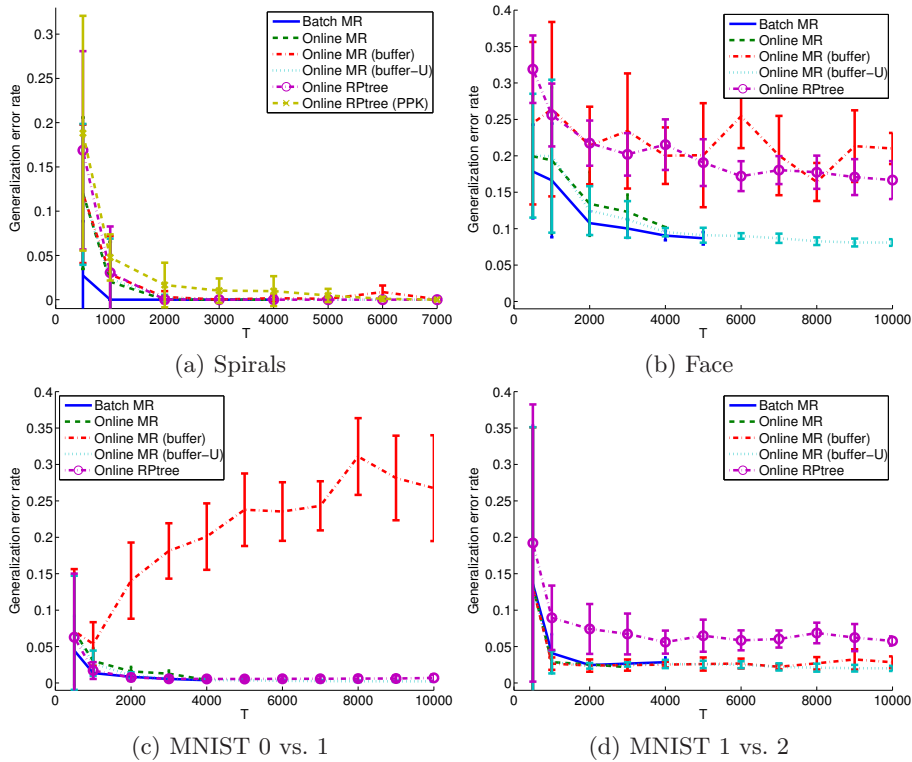 Generalization error rate
0.3
0.25
0.2
0.15
0.1
0.05
0
Batch MR
Online MR
Online MR (buffer)
Online MR (buffer-U)
Online RPtree
Online RPtree (PPK)
0 1000 2000 3000 4000 5000 6000 7000
T
(a) Spirals
Generalization error rate
0.4
0.35
0.3
0.25
0.2
0.15
0.1
0.05
0
Batch MR
Online MR
Online MR (buffer)
Online MR (buffer-U)
Online RPtree
0 2000 4000 6000 8000 10000
T
(b) Face
Generalization error rate
0.4
0.35
0.3
0.25
0.2
0.15
0.1
0.05
0
Batch MR
Online MR
Online MR (buffer)
Online MR (buffer-U)
Online RPtree
0 2000 4000 6000 8000 10000
T
(c) MNIST 0 vs. 1
Generalization error rate
0.4
0.35
0.3
0.25
0.2
0.15
0.1
0.05
0
Batch MR
Online MR
Online MR (buffer)
Online MR (buffer-U)
Online RPtree
0 2000 4000 6000 8000 10000
T
(d) MNIST 1 vs. 2